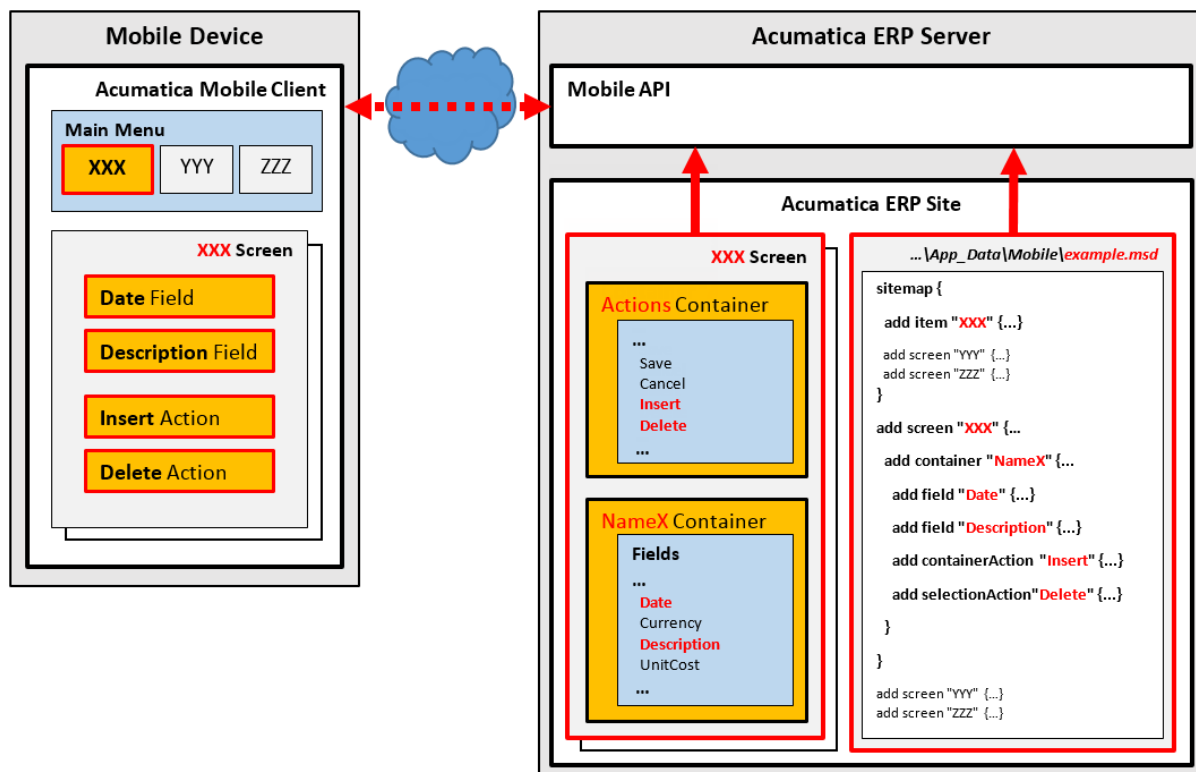 Mobile Device
Acumatica Mobile Client
Main Menu
XXX
YYY
ZZZ
XXX Screen
Date Field
Description Field
Insert Action
Delete Action
Acumatica ERP Server
Mobile API
Acumatica ERP Site
XXX Screen
Actions Container
...
Save
Cancel
Insert
Delete
...
NameX Container
Fields
...
Date
Currency
Description
UnitCost
...
...\App_Data\Mobile\example.msd
sitemap {
add item "XXX" {...}
add screen "YYY" {...}
add screen "ZZZ" {...}
}
add screen "XXX" {...
add container "NameX" {...
add field "Date" {...}
add field "Description" {...}
add containerAction "Insert" {...}
add selectionAction"Delete" {...}
}
}
add screen "YYY" {...}
add screen "ZZZ" {...}